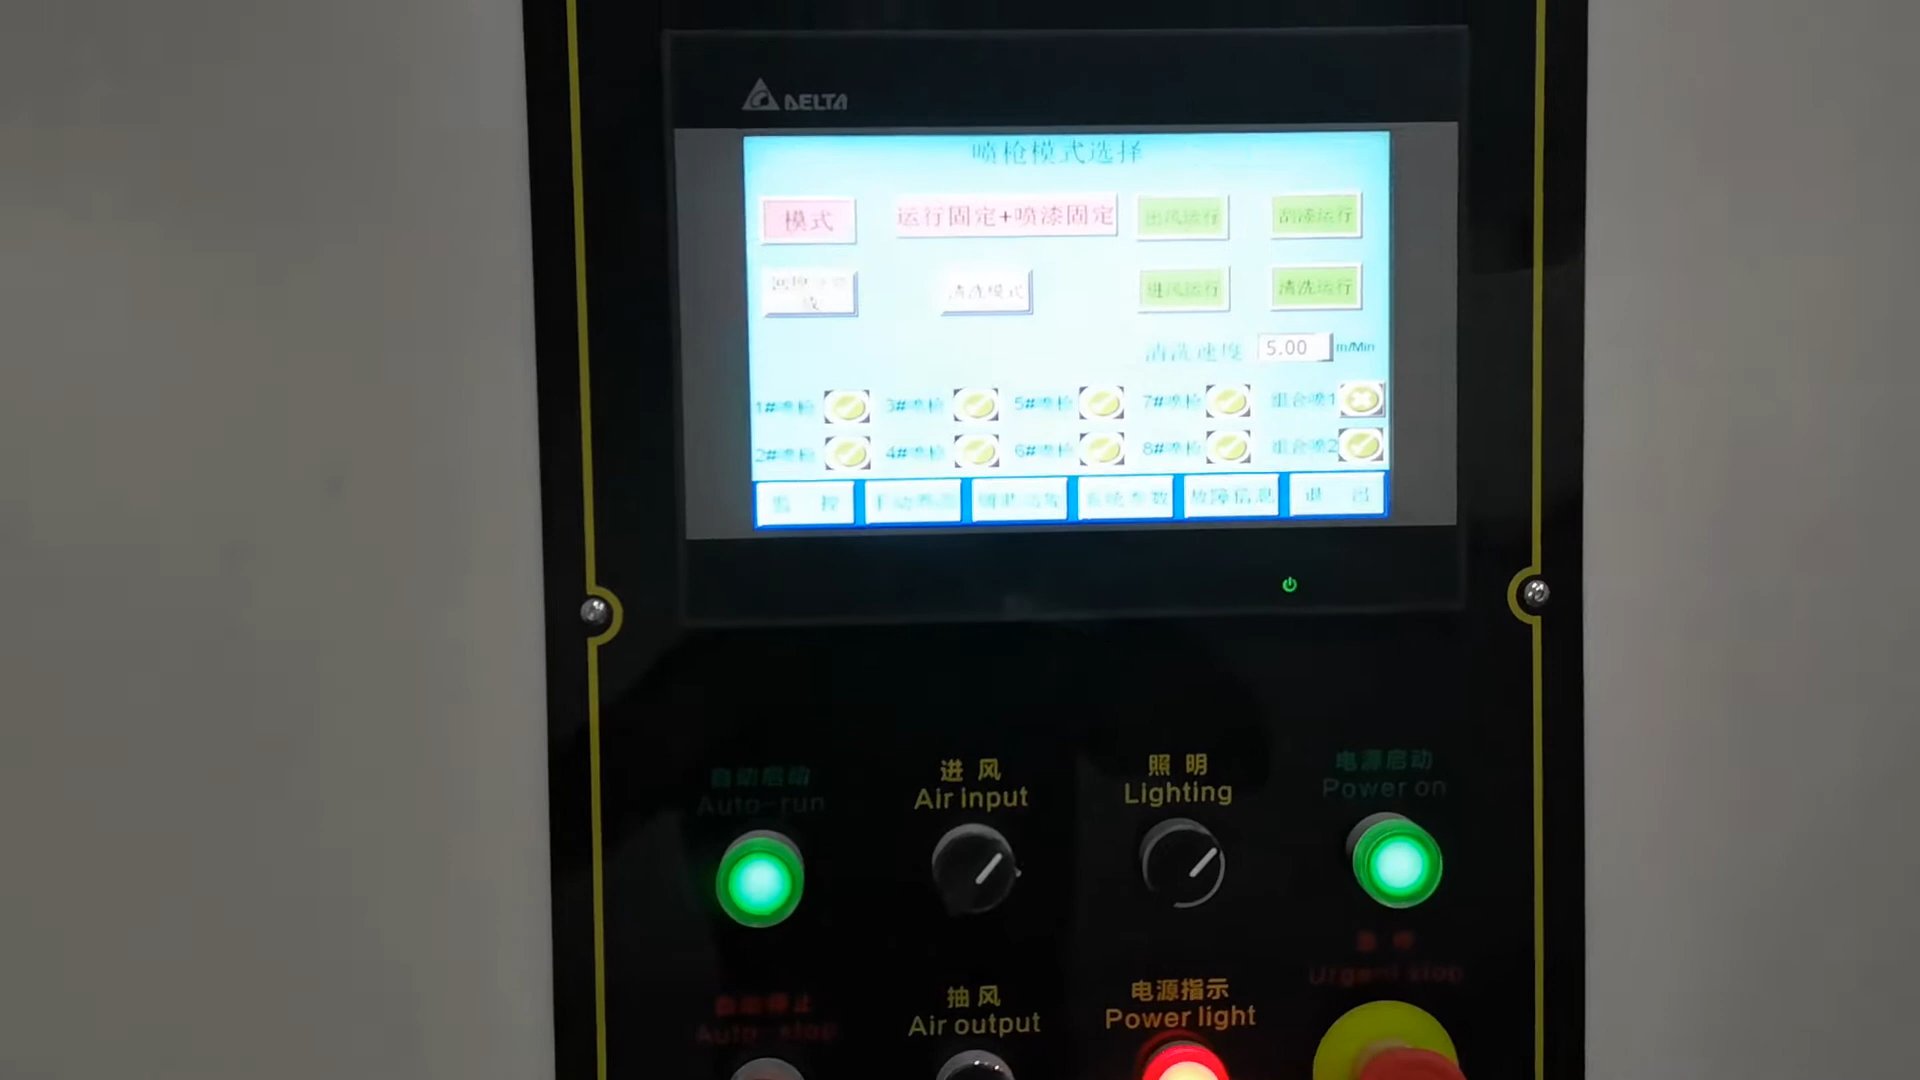 DELTA
喷枪模式选择
模式 运行固定+喷漆固定 出风运行 刮漆运行
清洗模式 进风运行 清洗运行
清洗速度 5.00 m/Min
1#喷枪 3#喷枪 5#喷枪 7#喷枪 组合喷1
2#喷枪 4#喷枪 6#喷枪 8#喷枪 组合喷2
监 控 系统参数 故障信息 退 出
自动启动 进风 照明 电源启动
Auto-run Air input Lighting Power on
急停
Urgent stop
自动停止 抽风 电源指示
Auto-stop Air output Power light